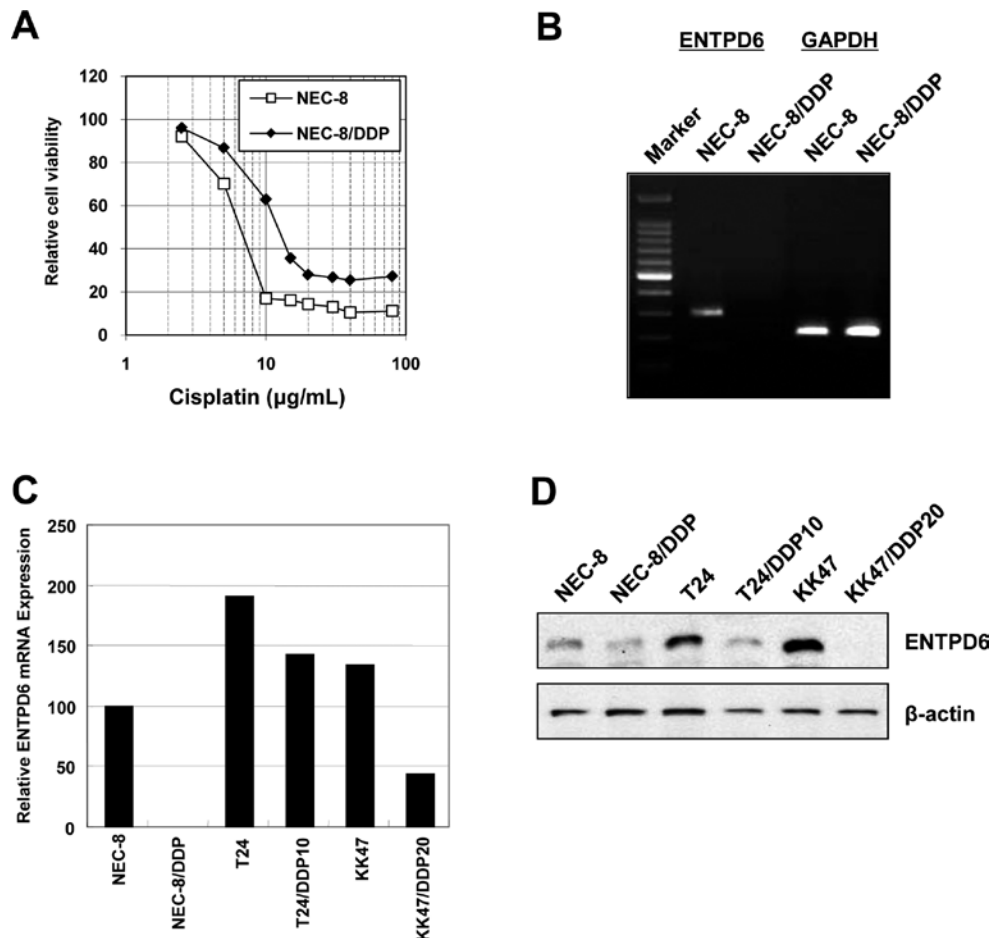 A
120
100
80
60
40
20
0
Relative cell viability
NEC-8
NEC-8/DDP
1
10
100
Cisplatin (µg/mL)
B
ENTPD6
GAPDH
Marker
NEC-8
NEC-8/DDP
NEC-8
NEC-8/DDP
C
250
200
150
100
50
0
Relative ENTPD6 mRNA Expression
NEC-8
NEC-8/DDP
T24
T24/DDP10
KK47
KK47/DDP20
D
NEC-8
NEC-8/DDP
T24
T24/DDP10
KK47
KK47/DDP20
ENTPD6
β-actin